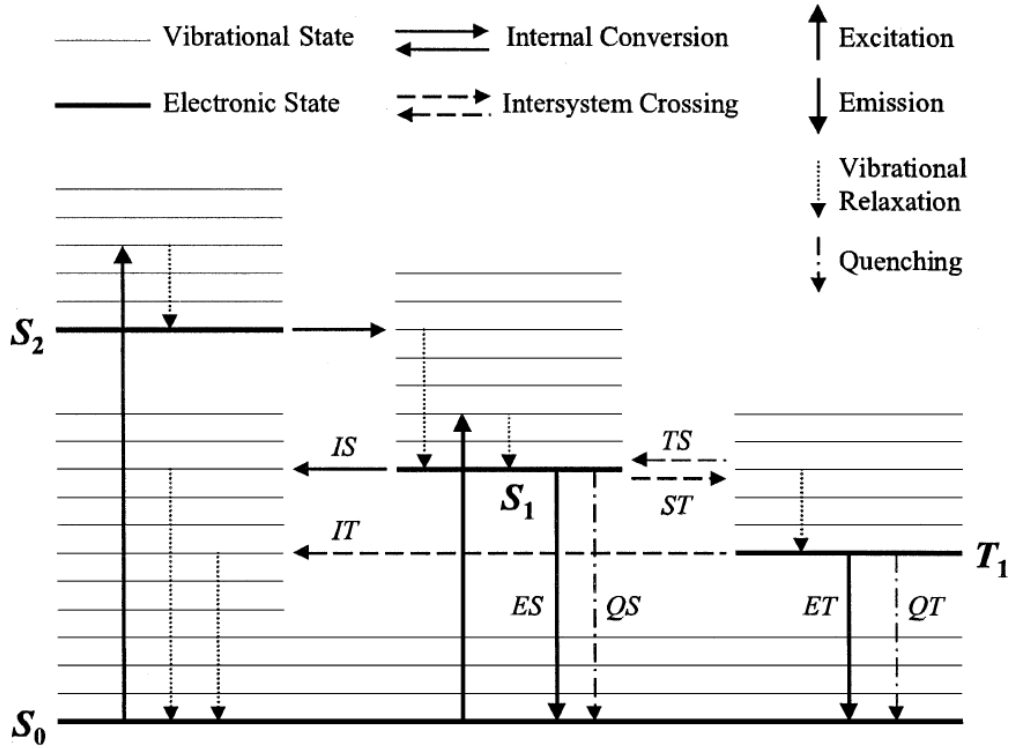 Vibrational State
Internal Conversion
Excitation
Electronic State
Intersystem Crossing
Emission
Vibrational
Relaxation
Quenching
S2
IS
TS
S1
ST
IT
T1
ES
QS
ET
QT
S0